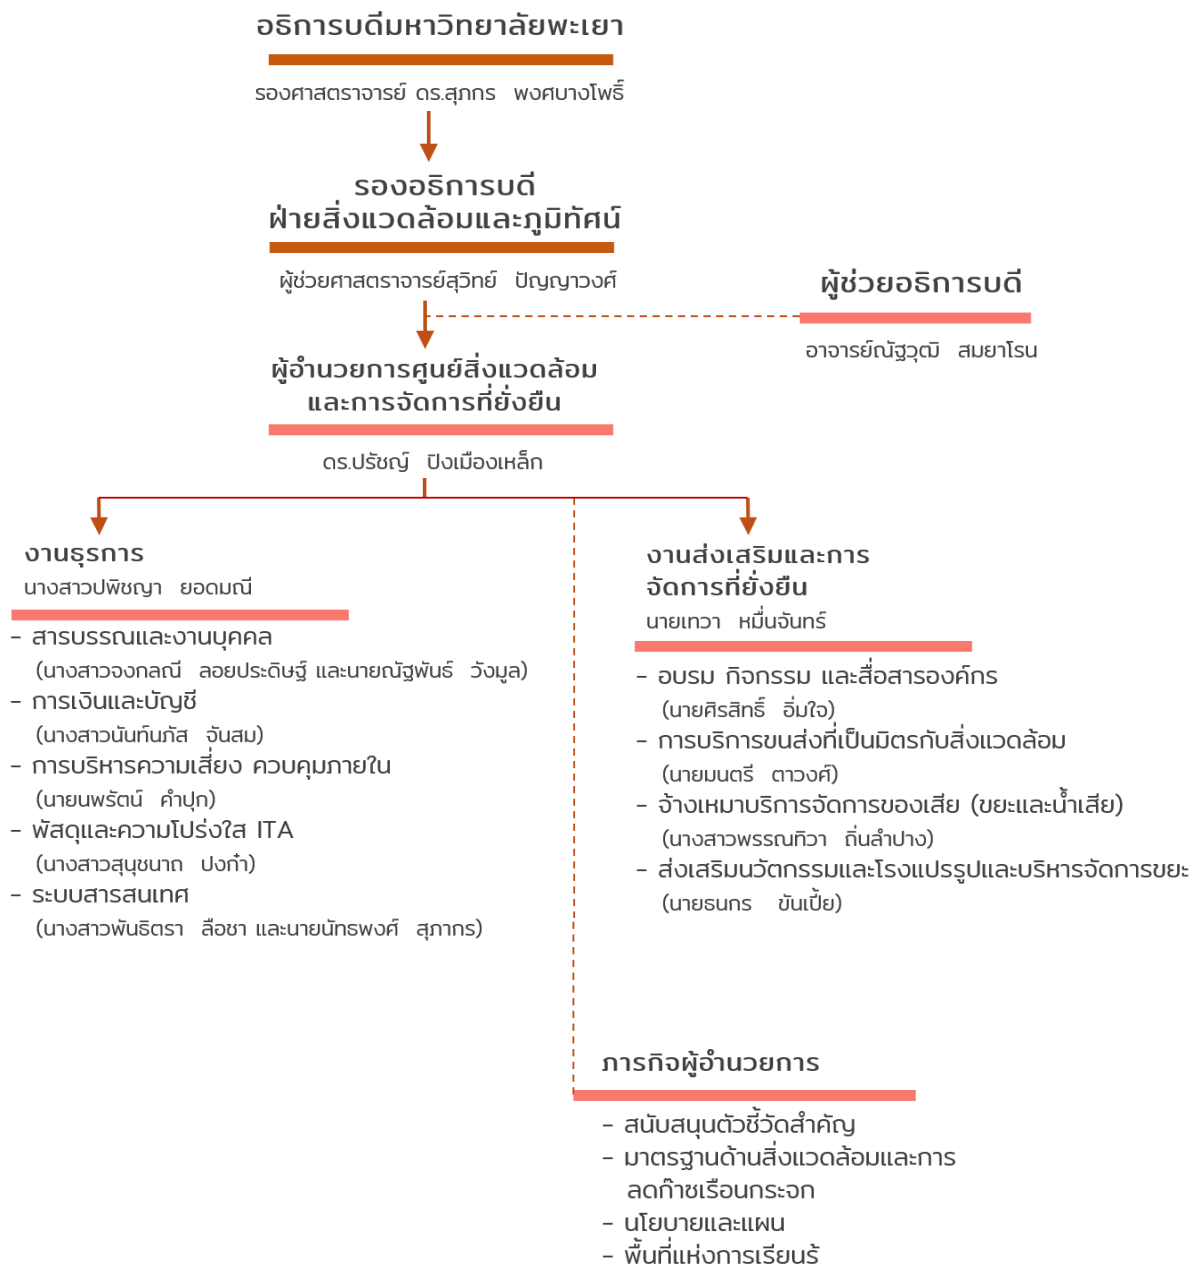 อธิการบดีมหาวิทยาลัยพะเยา
รองศาสตราจารย์ ดร.สุภกร พงศบางโพธิ์
รองอธิการบดี
ฝ่ายสิ่งแวดล้อมและภูมิทัศน์
ผู้ช่วยศาสตราจารย์สุวิทย์ ปัญญาวงศ์
ผู้ช่วยอธิการบดี
อาจารย์ณัฐวุฒิ สมยาโรน
ผู้อำนวยการศูนย์สิ่งแวดล้อม
และการจัดการที่ยั่งยืน
ดร.ปรัชญ์ ปิงเมืองเหล็ก
งานธุรการ
นางสาวปพิชญา ยอดมณี
- สารบรรณและงานบุคคล
(นางสาวจงกลณี ลอยประดิษฐ์ และนายณัฐพันธ์ วังมูล)
- การเงินและบัญชี
(นางสาวนันท์นภัส จันสม)
- การบริหารความเสี่ยง ควบคุมภายใน
(นายนพรัตน์ คำปุก)
- พัสดุและความโปร่งใส ITA
(นางสาวสุนุชนาถ ปงก๋า)
- ระบบสารสนเทศ
(นางสาวพันธิตรา ลือชา และนายนัทธพงศ์ สุภากร)
งานส่งเสริมและการ
จัดการที่ยั่งยืน
นายเทวา หมื่นจันทร์
- อบรม กิจกรรม และสื่อสารองค์กร
(นายศิรสิทธิ์ อิ่มใจ)
- การบริการขนส่งที่เป็นมิตรกับสิ่งแวดล้อม
(นายมนตรี ตาวงศ์)
- จ้างเหมาบริการจัดการของเสีย (ขยะและน้ำเสีย)
(นางสาวพรรณทิวา ถิ่นลำปาง)
- ส่งเสริมนวัตกรรมและโรงแปรรูปและบริหารจัดการขยะ
(นายธนกร ขันเปี้ย)
ภารกิจผู้อำนวยการ
- สนับสนุนตัวชี้วัดสำคัญ
- มาตรฐานด้านสิ่งแวดล้อมและการ
ลดก๊าซเรือนกระจก
- นโยบายและแผน
- พื้นที่แห่งการเรียนรู้